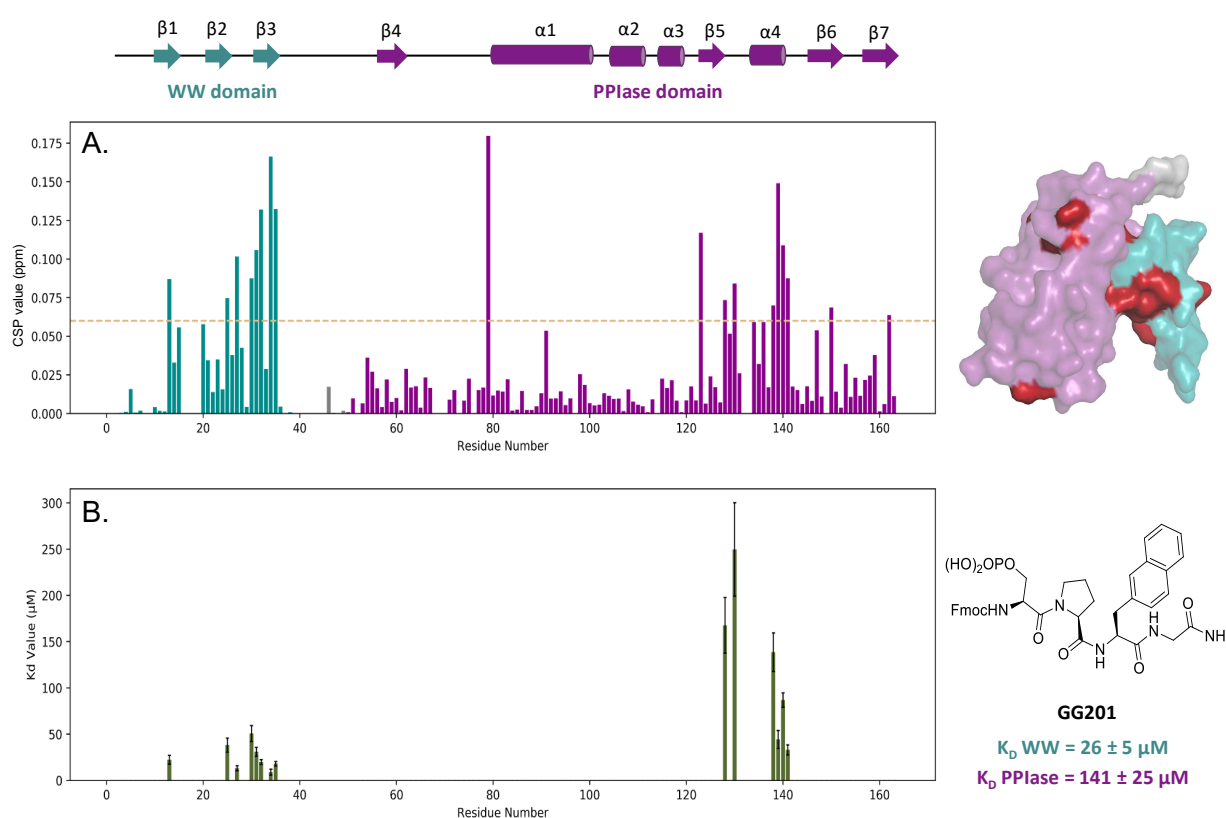 β1 β2 β3 β4 α1 α2 α3 β5 α4 β6 β7
WW domain PPIase domain
A.
CSP value (ppm)
0.175
0.150
0.125
0.100
0.075
0.050
0.025
0.000
0 20 40 60 80 100 120 140 160
Residue Number
B.
Kd Value (μM)
300
250
200
150
100
50
0
0 20 40 60 80 100 120 140 160
Residue Number
(HO)₂OPO
FmocHN
O
N
O
N
H
O
H
N
O
NH
GG201
K_D WW = 26 ± 5 μM
K_D PPIase = 141 ± 25 μM